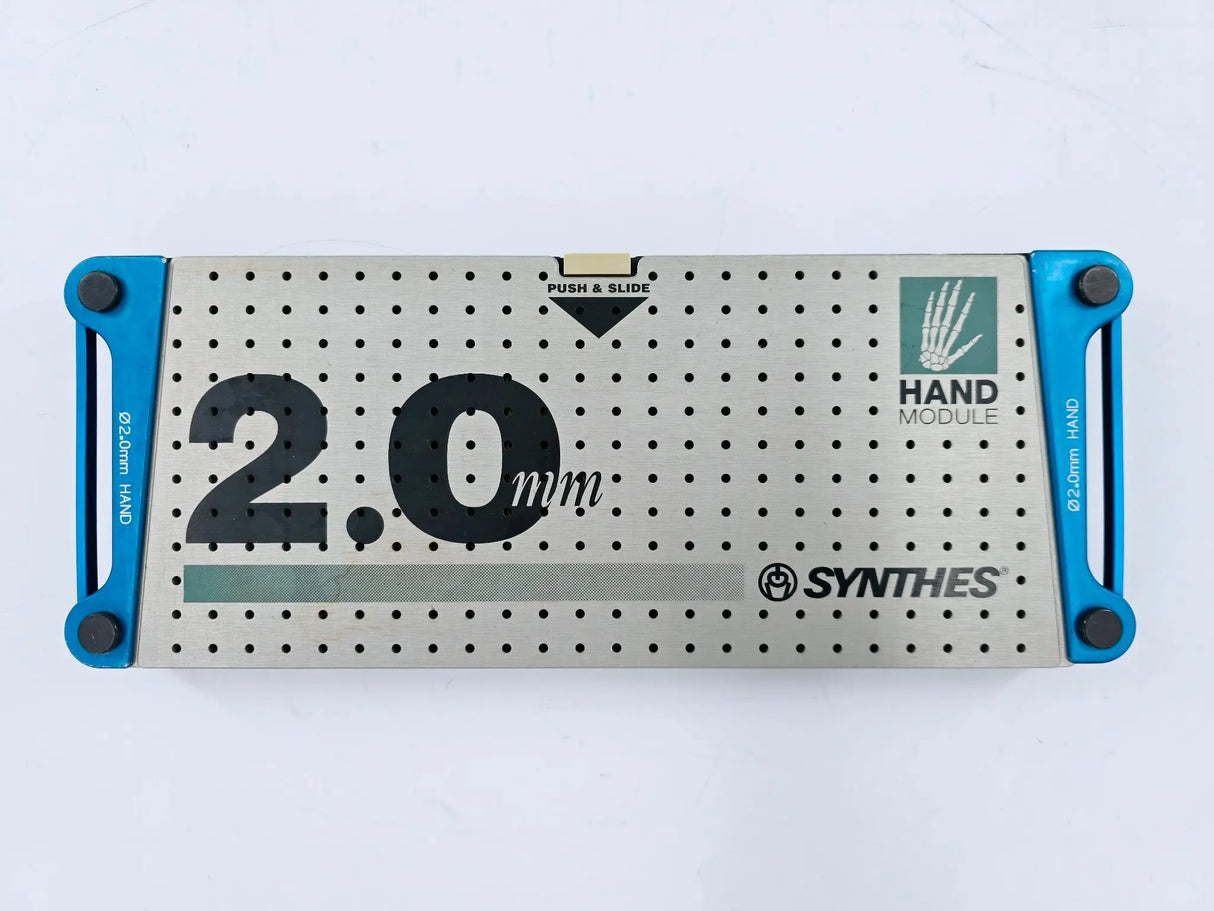 PUSH & SLIDE
HAND
MODULE
2.0mm
SYNTHES®
Ø2.0mm HAND
Ø2.0mm HAND